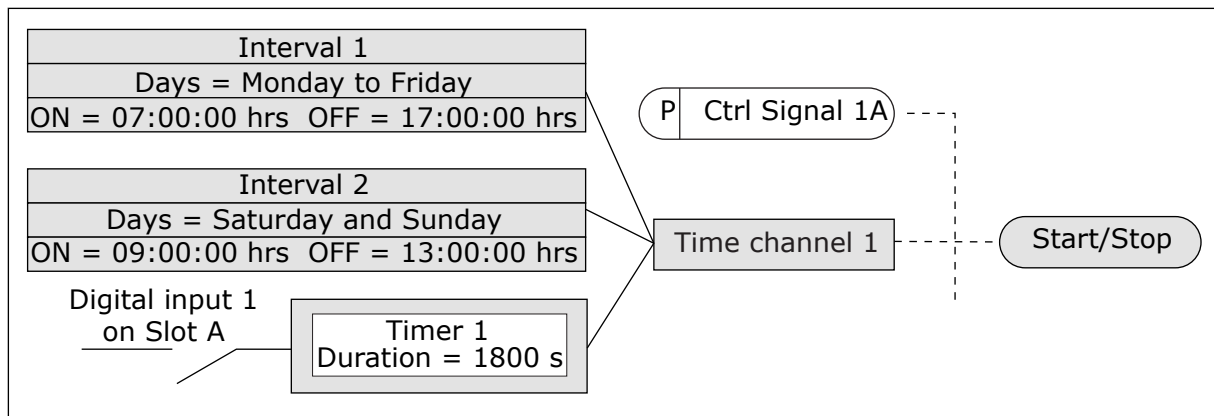 Interval 1
Days = Monday to Friday
ON = 07:00:00 hrs OFF = 17:00:00 hrs
P Ctrl Signal 1A
Interval 2
Days = Saturday and Sunday
ON = 09:00:00 hrs OFF = 13:00:00 hrs
Time channel 1
Start/Stop
Digital input 1
on Slot A
Timer 1
Duration = 1800 s